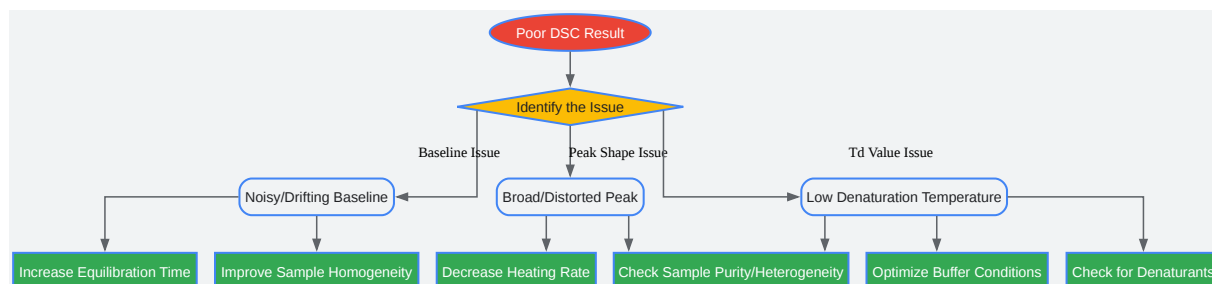 Poor DSC Result
Identify the Issue
Baseline Issue
Peak Shape Issue
Td Value Issue
Noisy/Drifting Baseline
Broad/Distorted Peak
Low Denaturation Temperature
Increase Equilibration Time
Improve Sample Homogeneity
Decrease Heating Rate
Check Sample Purity/Heterogeneity
Optimize Buffer Conditions
Check for Denaturants